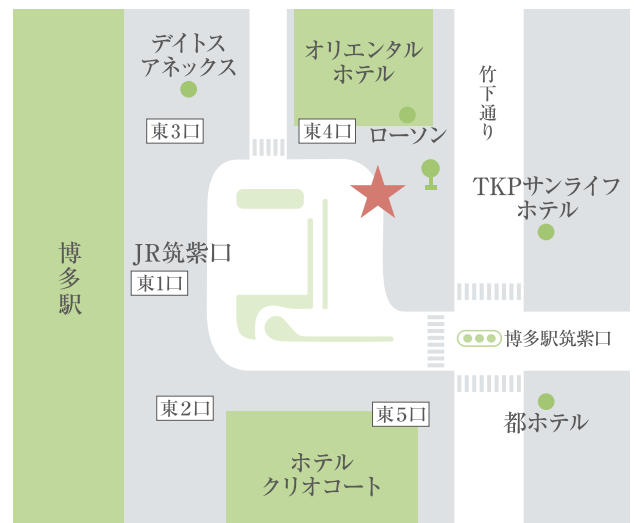 デイトス
アネックス
オリエンタル
ホテル
竹下通り
東3口
東4口
ローソン
TKPサンライフ
ホテル
博多駅
JR筑紫口
東1口
博多駅筑紫口
東2口
東5口
都ホテル
ホテル
クリオコート